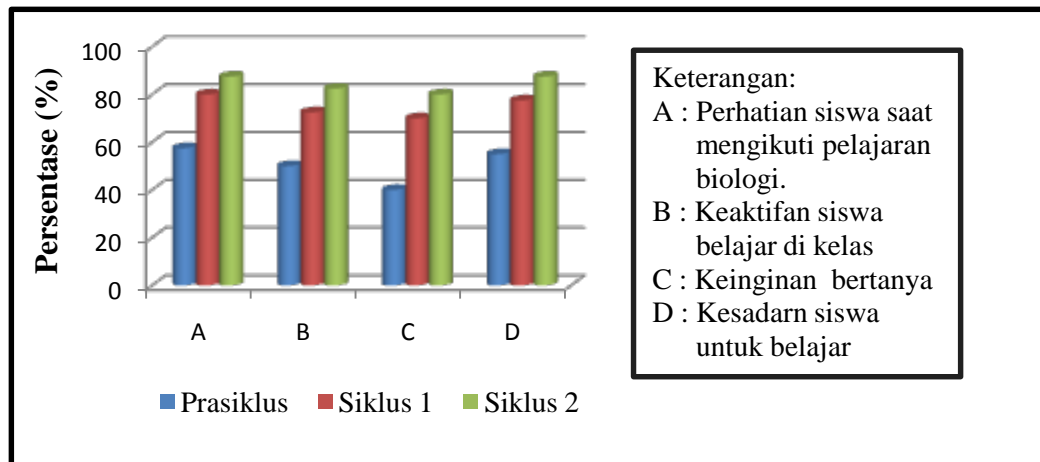 Persentase (%)
100
80
60
40
20
0
A B C D
Prasiklus Siklus 1 Siklus 2
Keterangan:
A : Perhatian siswa saat
mengikuti pelajaran
biologi.
B : Keaktifan siswa
belajar di kelas
C : Keinginan bertanya
D : Kesadarn siswa
untuk belajar